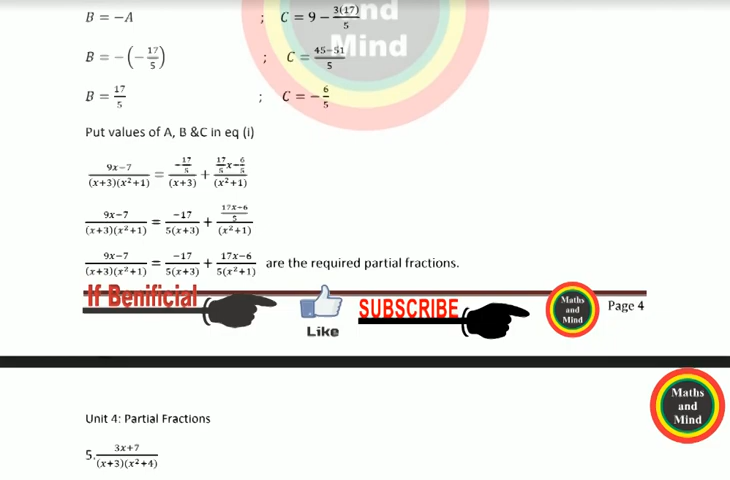 B = −A ; C = 9 − 3(17)/5
and
Mind
B = −(−17/5) ; C = 45−51/5
B = 17/5 ; C = −6/5
Put values of A, B &C in eq (i)
9x−7/(x+3)(x²+1) = −17/5/(x+3) + 17/5x−6/5/(x²+1)
9x−7/(x+3)(x²+1) = −17/5(x+3) + 17x−6/5/(x²+1)
9x−7/(x+3)(x²+1) = −17/5(x+3) + 17x−6/5(x²+1) are the required partial fractions.
If Benificial
Like
SUBSCRIBE
Maths
and
Mind
Page 4
Maths
and
Mind
Unit 4: Partial Fractions
5. 3x+7/(x+3)(x²+4)